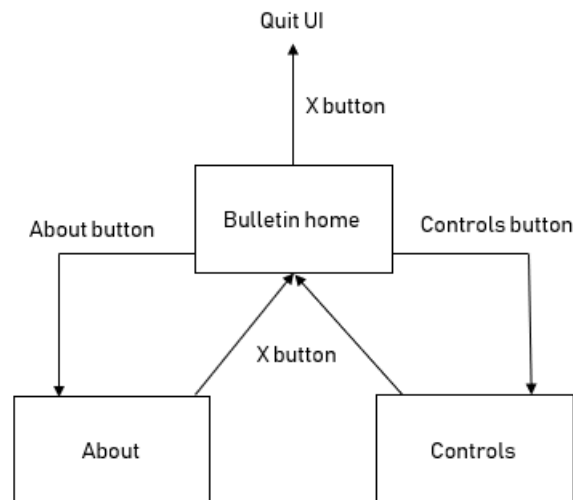 Quit UI
X button
Bulletin home
About button
Controls button
X button
About
Controls